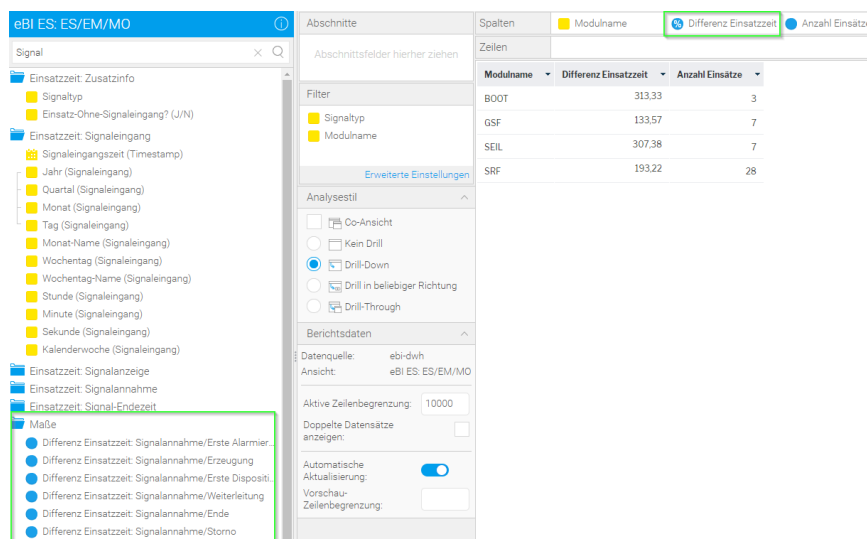 eBI ES: ES/EM/MO
Signal
Einsatzzeit: Zusatzinfo
Signaltyp
Einsatz-Ohne-Signaleingang? (J/N)
Einsatzzeit: Signaleingang
Signaleingangszeit (Timestamp)
Jahr (Signaleingang)
Quartal (Signaleingang)
Monat (Signaleingang)
Tag (Signaleingang)
Monat-Name (Signaleingang)
Wochentag (Signaleingang)
Wochentag-Name (Signaleingang)
Stunde (Signaleingang)
Minute (Signaleingang)
Sekunde (Signaleingang)
Kalenderwoche (Signaleingang)
Einsatzzeit: Signalanzeige
Einsatzzeit: Signalannahme
Einsatzzeit: Signal-Endezeit
Maße
Differenz Einsatzzeit: Signalannahme/Erste Alarmier...
Differenz Einsatzzeit: Signalannahme/Erzeugung
Differenz Einsatzzeit: Signalannahme/Erste Dispositi...
Differenz Einsatzzeit: Signalannahme/Weiterleitung
Differenz Einsatzzeit: Signalannahme/Ende
Differenz Einsatzzeit: Signalannahme/Storno
Abschnitte
Abschnittsfelder hierher ziehen
Filter
Signaltyp
Modulname
Erweiterte Einstellungen
Analysestil
Co-Ansicht
Kein Drill
Drill-Down
Drill in beliebiger Richtung
Drill-Through
Berichtsdaten
Datenquelle: ebi-dwh
Ansicht: eBI ES: ES/EM/MO
Aktive Zeilenbegrenzung: 10000
Doppelte Datensätze
anzeigen:
Automatische
Aktualisierung:
Vorschau-
Zeilenbegrenzung:
Spalten Modulname % Differenz Einsatzzeit Anzahl Einsätze
Zeilen
Modulname Differenz Einsatzzeit Anzahl Einsätze
BOOT 313,33 3
GSF 133,57 7
SEIL 307,38 7
SRF 193,22 28